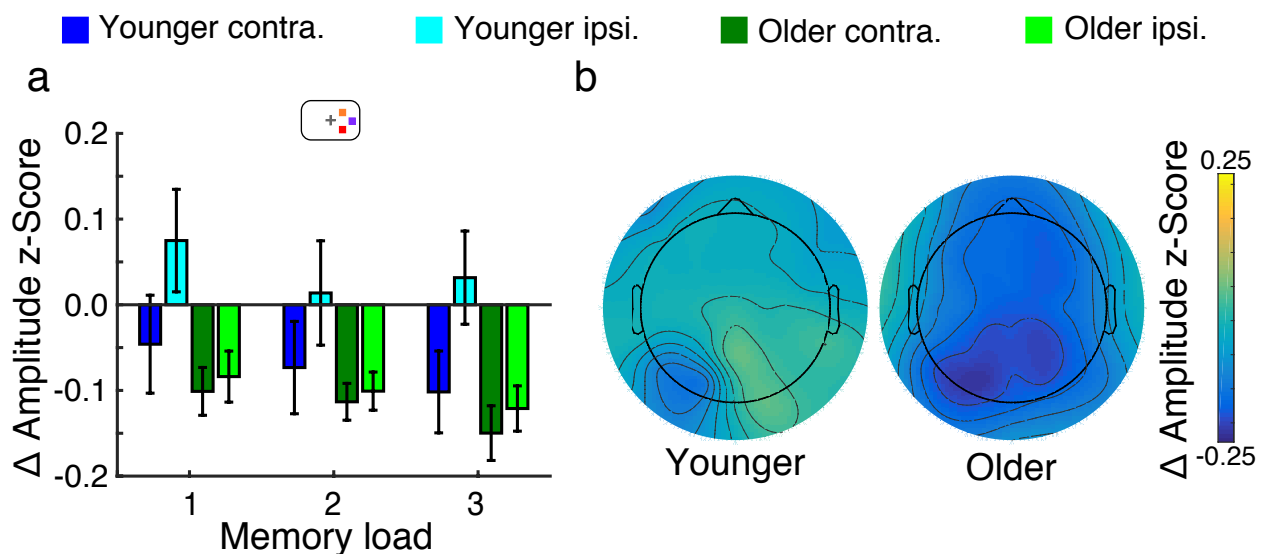 Younger contra. Younger ipsi. Older contra. Older ipsi.
a
b
Δ Amplitude z-Score
0.2
0.1
0.0
-0.1
-0.2
1 2 3
Memory load
Younger
Older
Δ Amplitude z-Score
0.25
-0.25